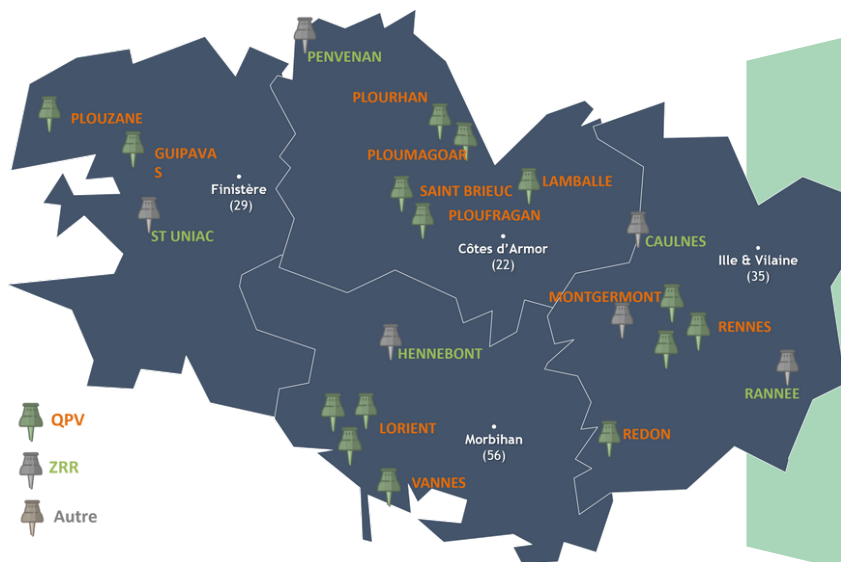 PENVENAN
PLOURHAN
PLOUZANE
GUIPAVA
S
PLOUMAGOAR
Finistère
(29)
SAINT BRIEUC
LAMBALLE
PLOUFRAGAN
ST UNIAC
Côtes d'Armor
(22)
CAULNES
Ille & Vilaine
(35)
MONTGERMONT
RENNES
HENNEBONT
RANNEE
QPV
LORIENT
Morbihan
(56)
REDON
ZRR
VANNES
Autre